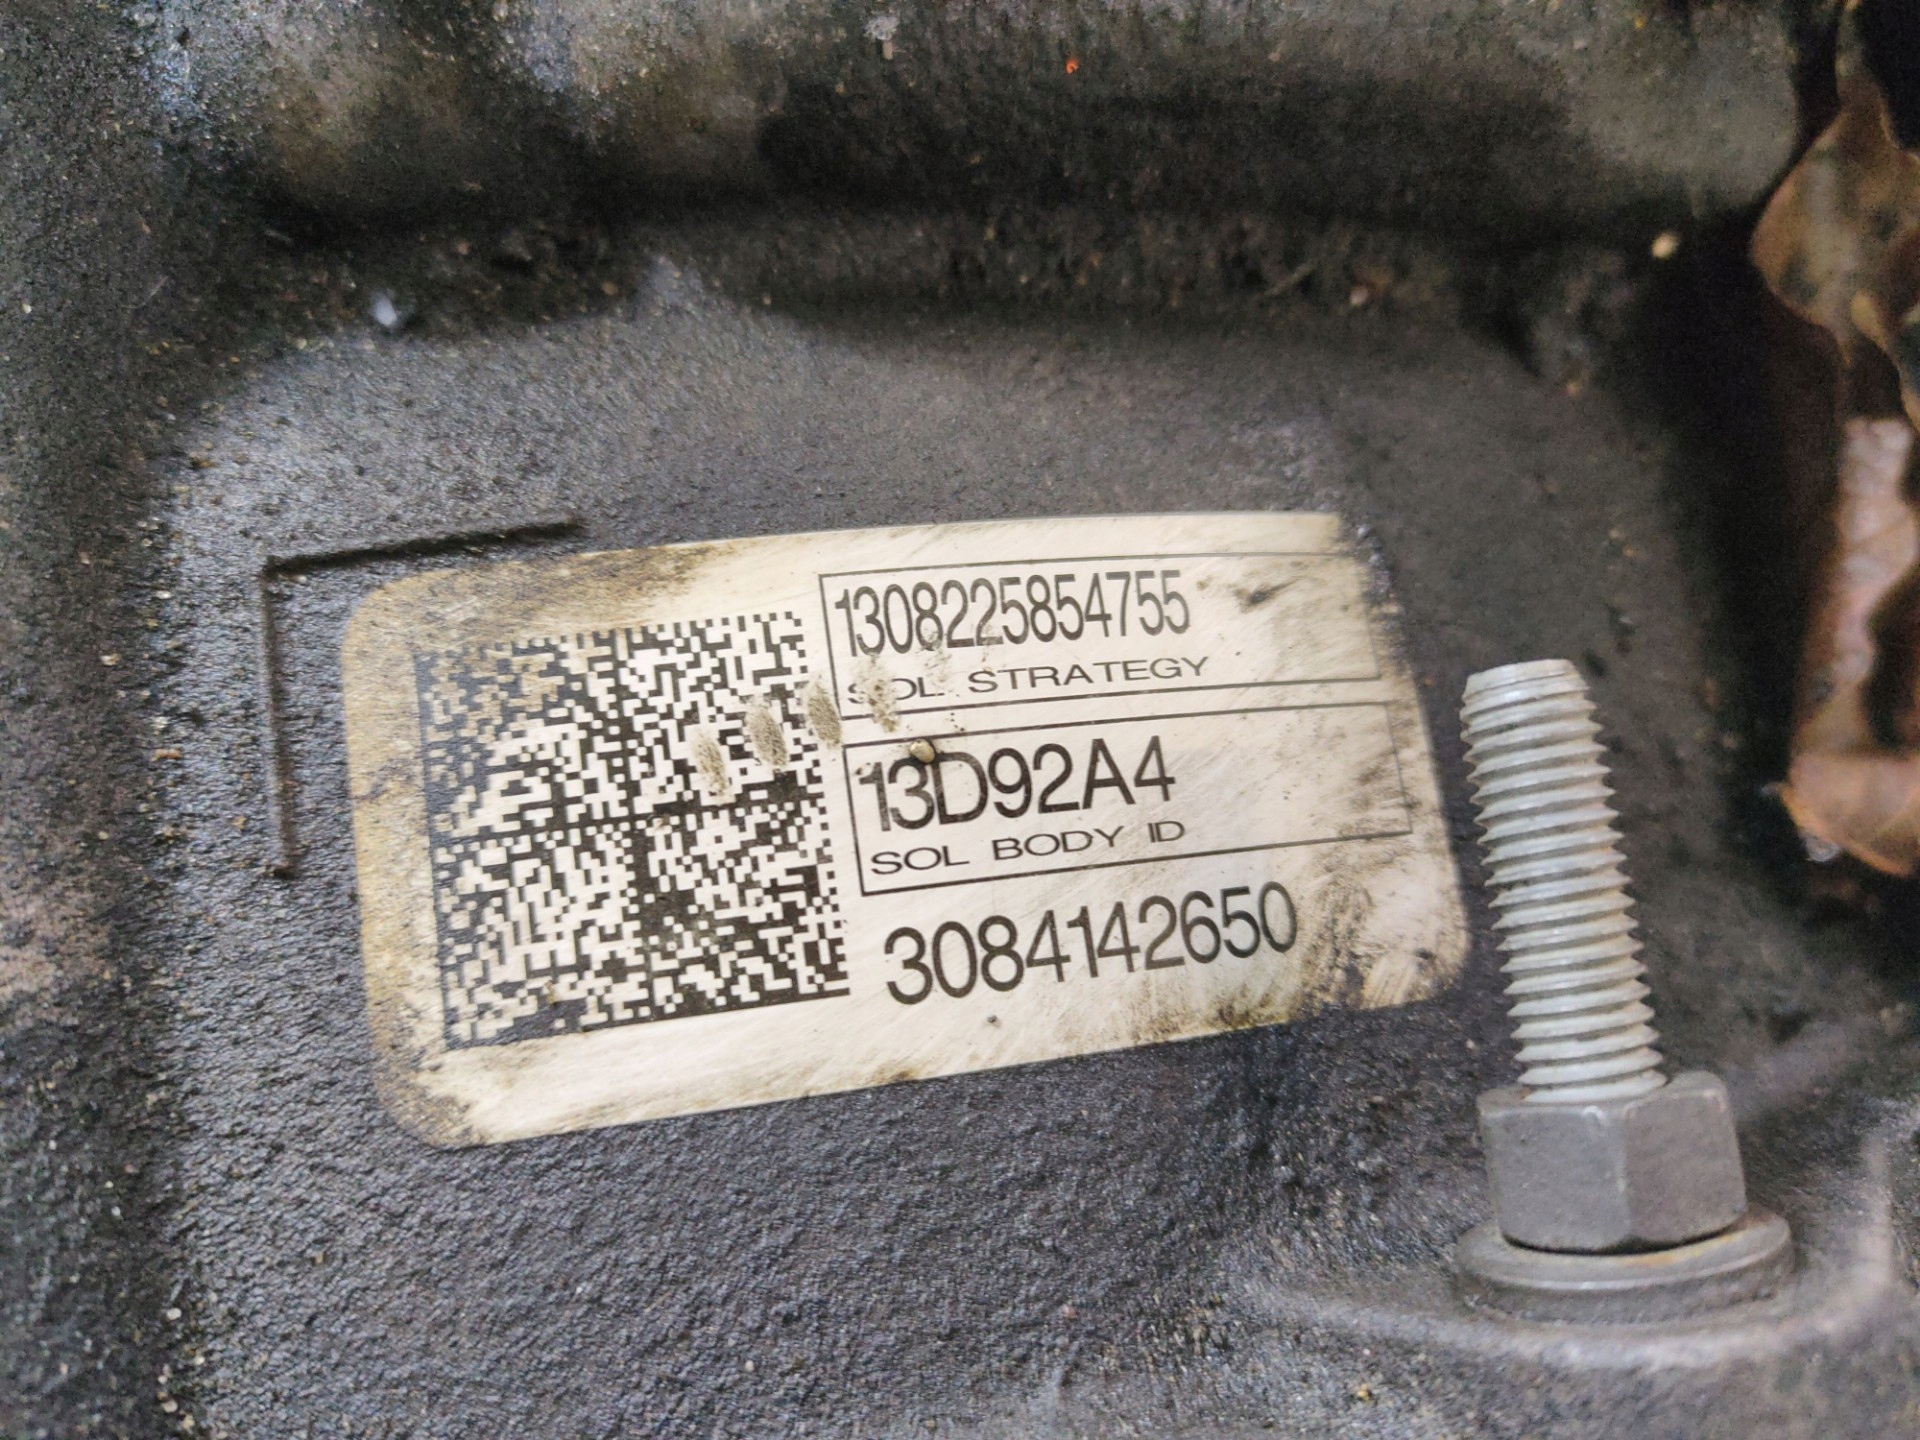 1308225854755
SOL STRATEGY
13D92A4
SOL BODY ID
3084142650